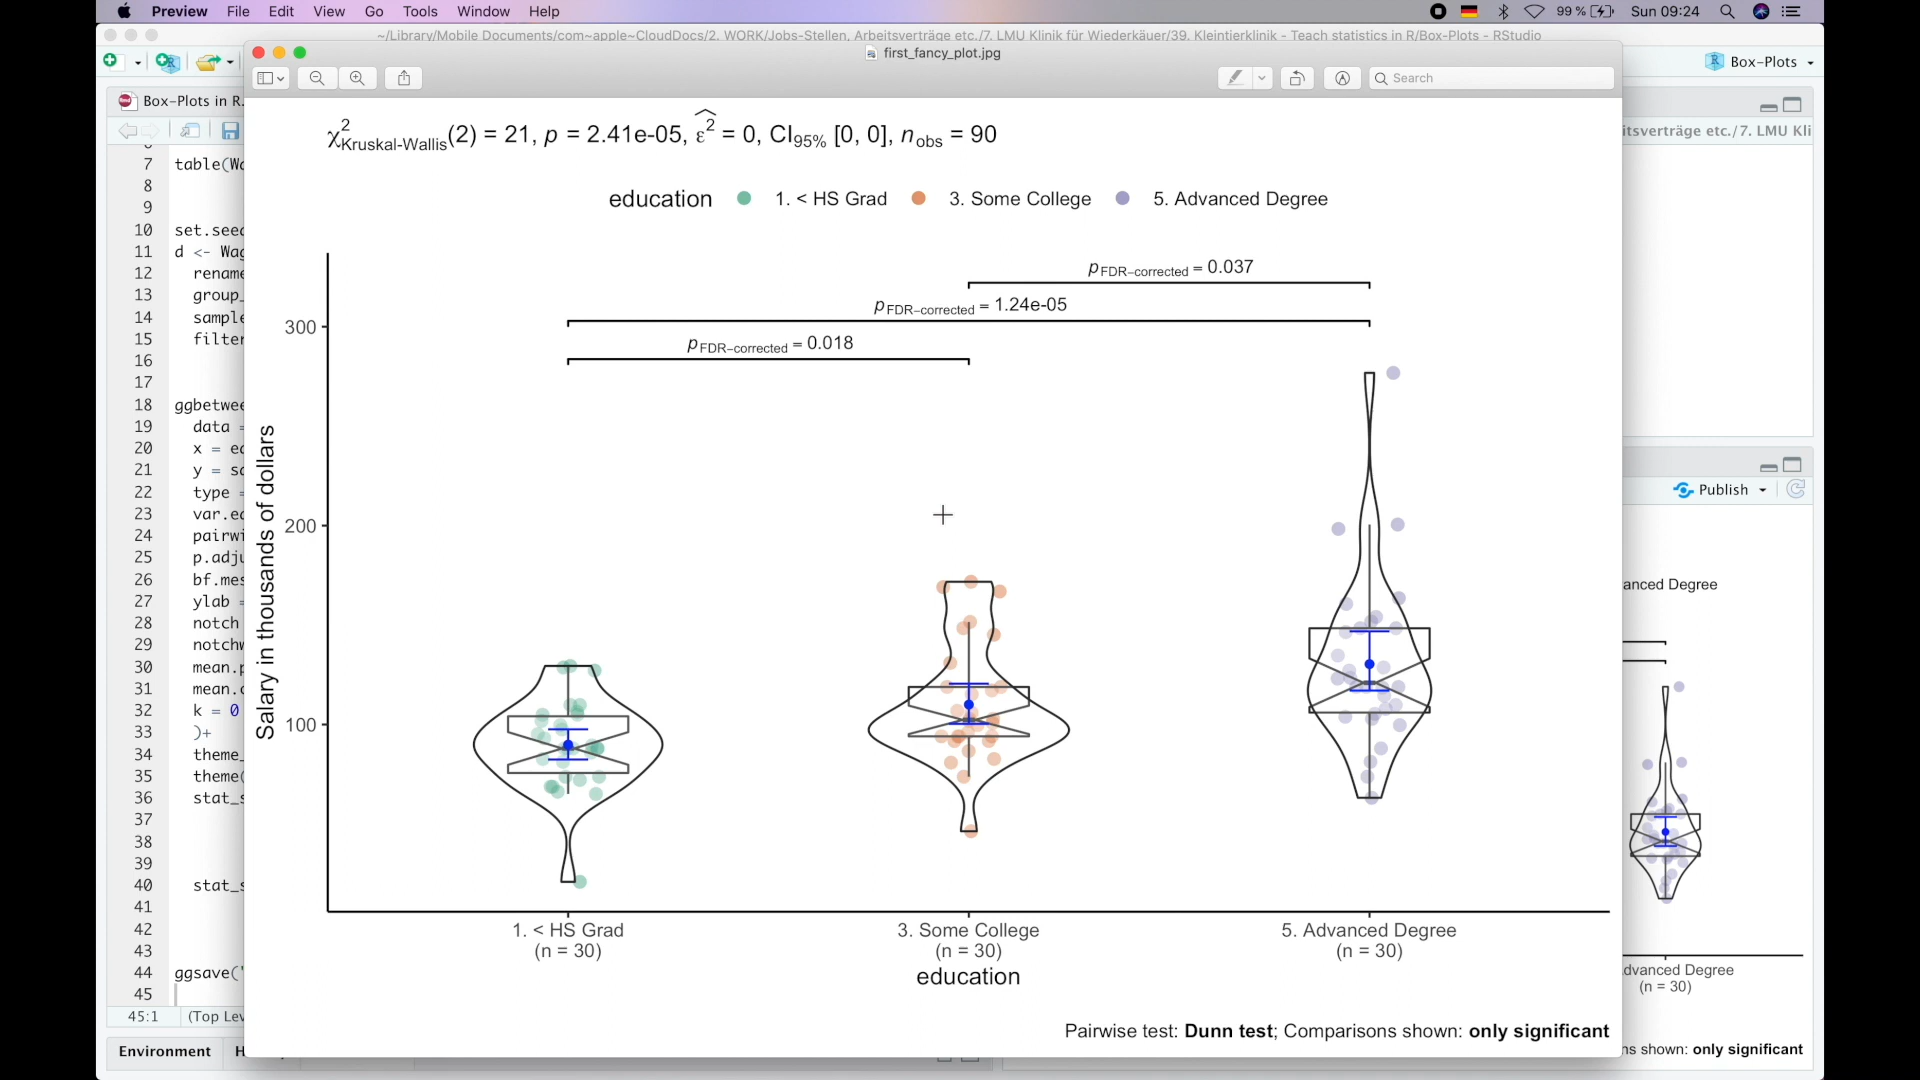 Preview File Edit View Go Tools Window Help 99 % Sun 09:24
~/Library/Mobile Documents/com~apple~CloudDocs/2. WORK/Jobs-Stellen, Arbeitsverträge etc./7. LMU Klinik für Wiederkäuer/39. Kleintierklinik - Teach statistics in R/Box-Plots - RStudio
first_fancy_plot.jpg
Box-Plots
Search
Box-Plots in R.
itsverträge etc./7. LMU Kli
χ²Kruskal-Wallis(2) = 21, p = 2.41e-05, ε̂² = 0, CI95% [0, 0], nobs = 90
education 1. < HS Grad 3. Some College 5. Advanced Degree
pFDR-corrected = 0.037
pFDR-corrected = 1.24e-05
pFDR-corrected = 0.018
300
200
100
Salary in thousands of dollars
1. < HS Grad
(n = 30)
3. Some College
(n = 30)
5. Advanced Degree
(n = 30)
education
Pairwise test: Dunn test; Comparisons shown: only significant
7 table(Wa
8
9
10 set.seed
11 d <- Wag
12 rename
13 group_
14 sample
15 filter
16
17
18 ggbetwee
19 data =
20 x = ed
21 y = sa
22 type =
23 var.eq
24 pairwi
25 p.adju
26 bf.mes
27 ylab =
28 notch
29 notchw
30 mean.p
31 mean.c
32 k = 0
33 )+
34 theme_
35 theme(
36 stat_s
37
38
39
40 stat_s
41
42
43
44 ggsave("
45
45:1 (Top Lev
Environment
Publish
anced Degree
dvanced Degree
(n = 30)
ns shown: only significant